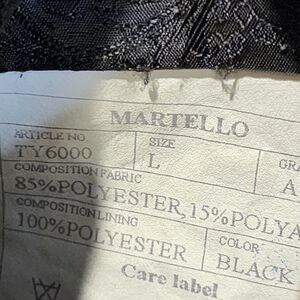 MARTELLO
ARTICLE NO SIZE
TY6000 L
COMPOSITION FABRIC
85%POLYESTER, 15%POLYA
COMPOSITION LINING COLOR
100%POLYESTER BLACK
Care label